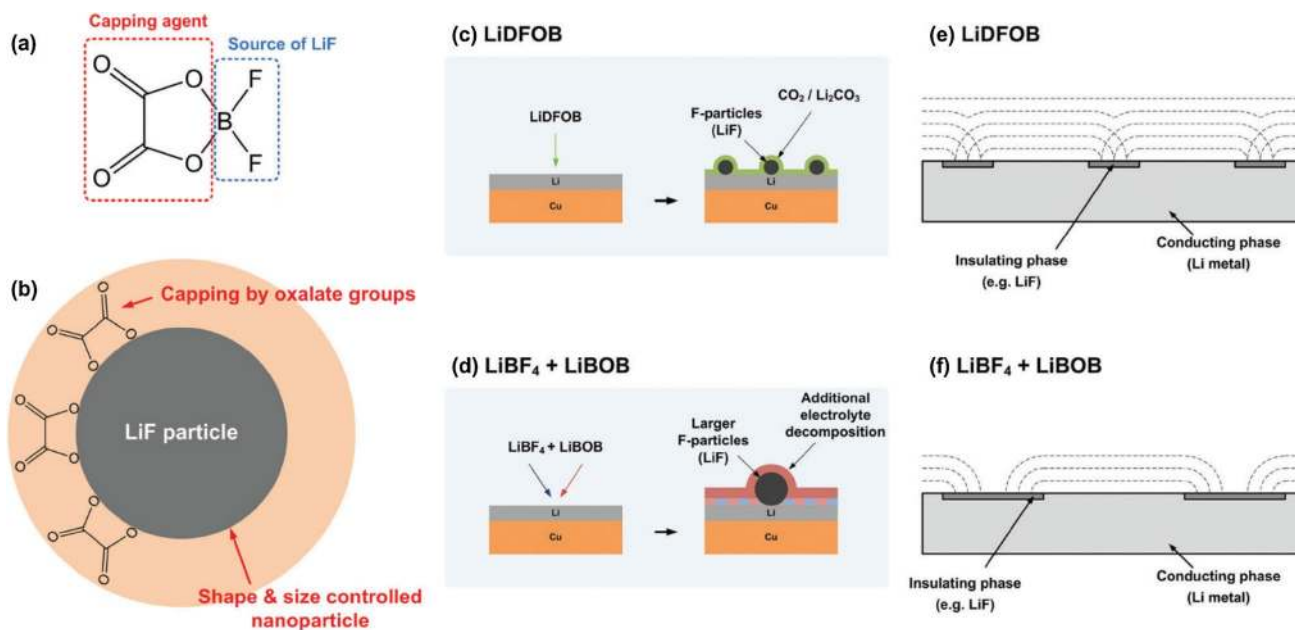 (a)
Capping agent
Source of LiF
O
O
O
O
B
F
F
(b)
Capping by oxalate groups
O
O
O
O
O
O
O
O
O
O
O
O
LiF particle
Shape & size controlled
nanoparticle
(c) LiDFOB
LiDFOB
Li
Cu
F-particles
(LiF)
CO₂ / Li₂CO₃
Li
Cu
(d) LiBF₄ + LiBOB
LiBF₄ + LiBOB
Li
Cu
Larger
F-particles
(LiF)
Additional
electrolyte
decomposition
Li
Cu
(e) LiDFOB
Insulating phase
(e.g. LiF)
Conducting phase
(Li metal)
(f) LiBF₄ + LiBOB
Insulating phase
(e.g. LiF)
Conducting phase
(Li metal)